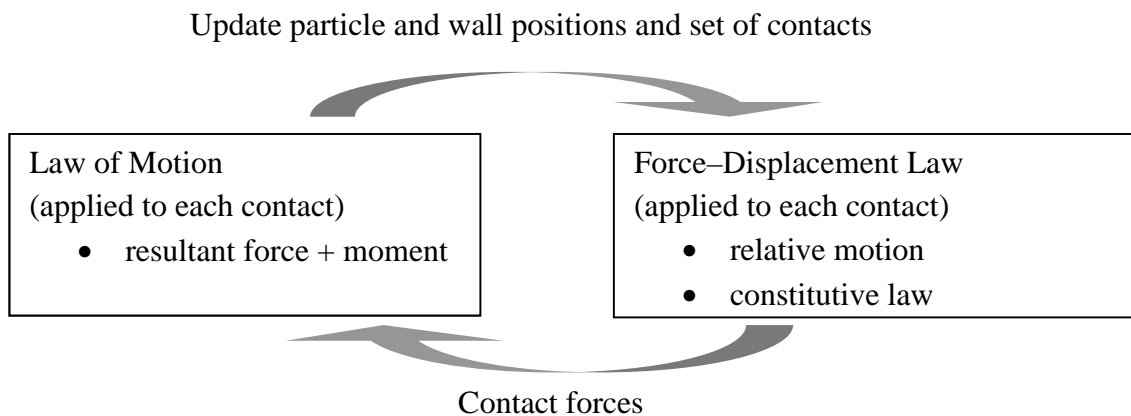 Update particle and wall positions and set of contacts
Law of Motion
(applied to each contact)
• resultant force + moment
Force–Displacement Law
(applied to each contact)
• relative motion
• constitutive law
Contact forces